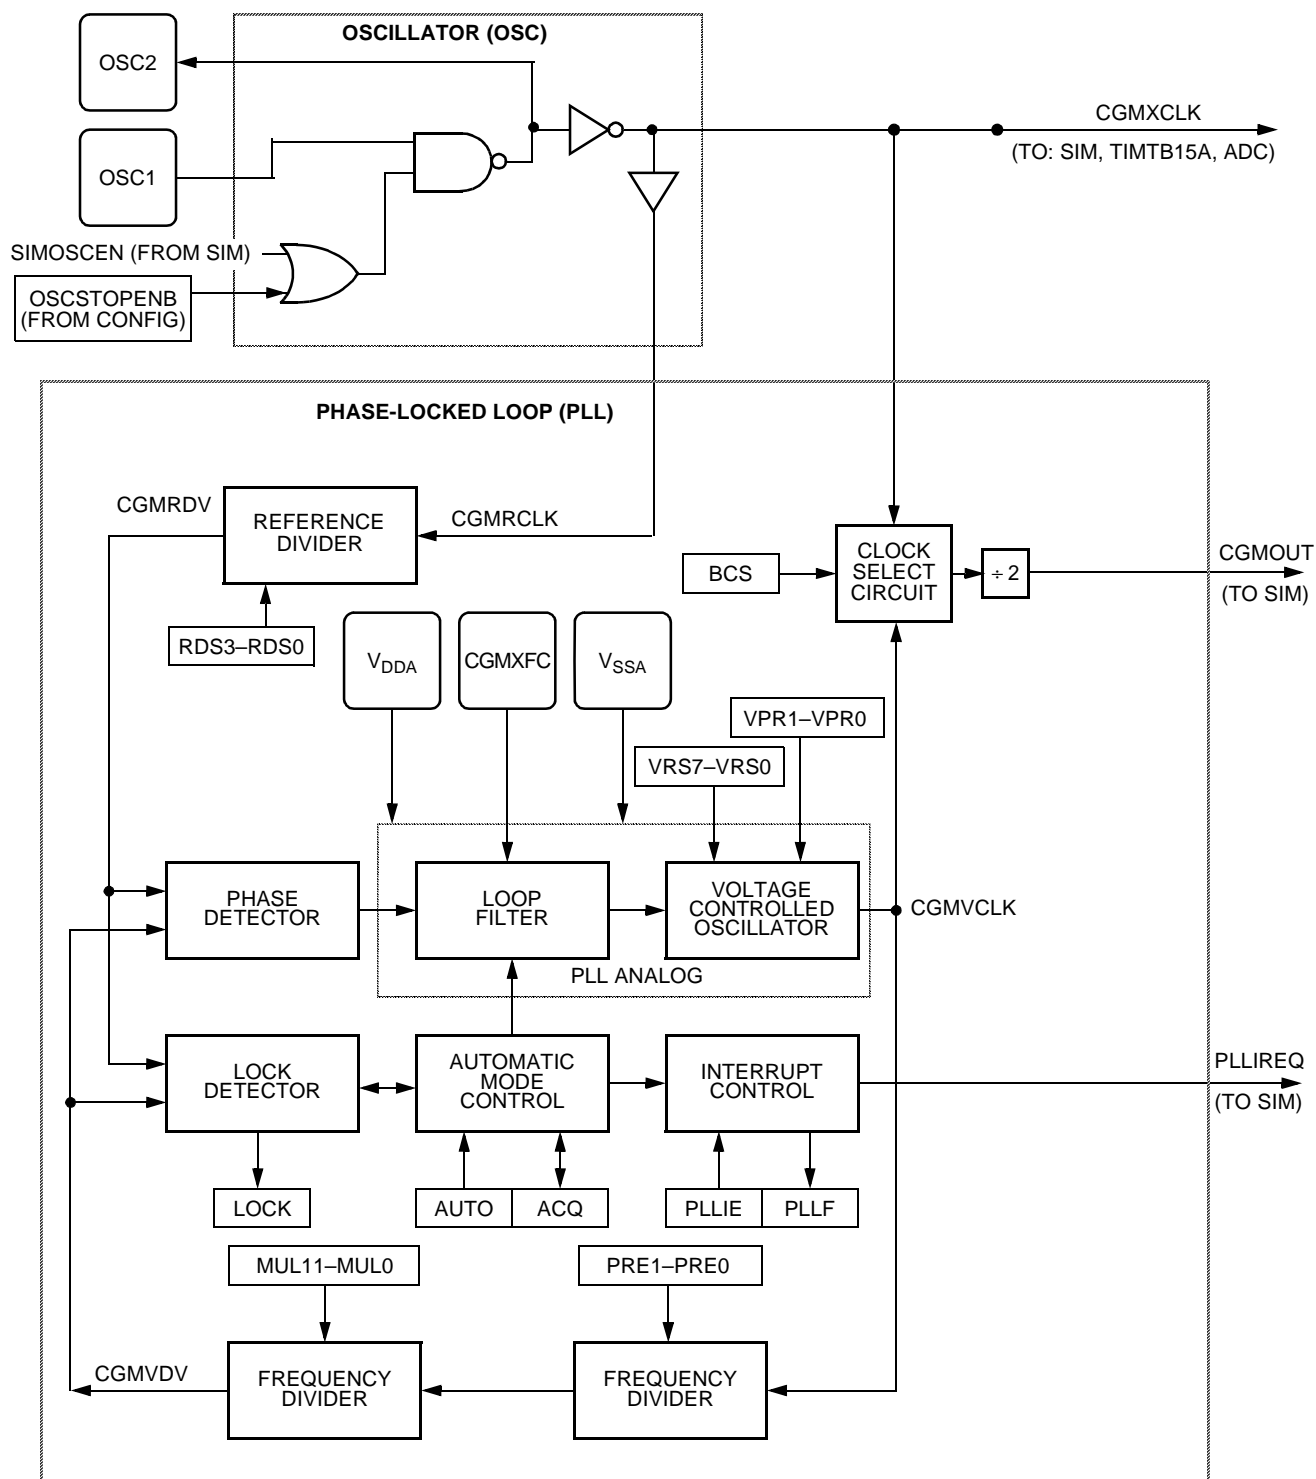 OSCILLATOR (OSC)
OSC2
OSC1
CGMXCLK
(TO: SIM, TIMTB15A, ADC)
SIMOSCEN (FROM SIM)
OSCSTOPENB
(FROM CONFIG)
PHASE-LOCKED LOOP (PLL)
CGMRDV
REFERENCE
DIVIDER
CGMRCLK
RDS3–RDS0
BCS
CLOCK
SELECT
CIRCUIT
÷ 2
CGMOUT
(TO SIM)
VDDA
CGMXFC
VSSA
VPR1–VPR0
VRS7–VRS0
PHASE
DETECTOR
LOOP
FILTER
VOLTAGE
CONTROLLED
OSCILLATOR
CGMVCLK
PLL ANALOG
LOCK
DETECTOR
AUTOMATIC
MODE
CONTROL
INTERRUPT
CONTROL
PLLIREQ
(TO SIM)
LOCK
AUTO
ACQ
PLLIE
PLLF
MUL11–MUL0
PRE1–PRE0
CGMVDV
FREQUENCY
DIVIDER
FREQUENCY
DIVIDER